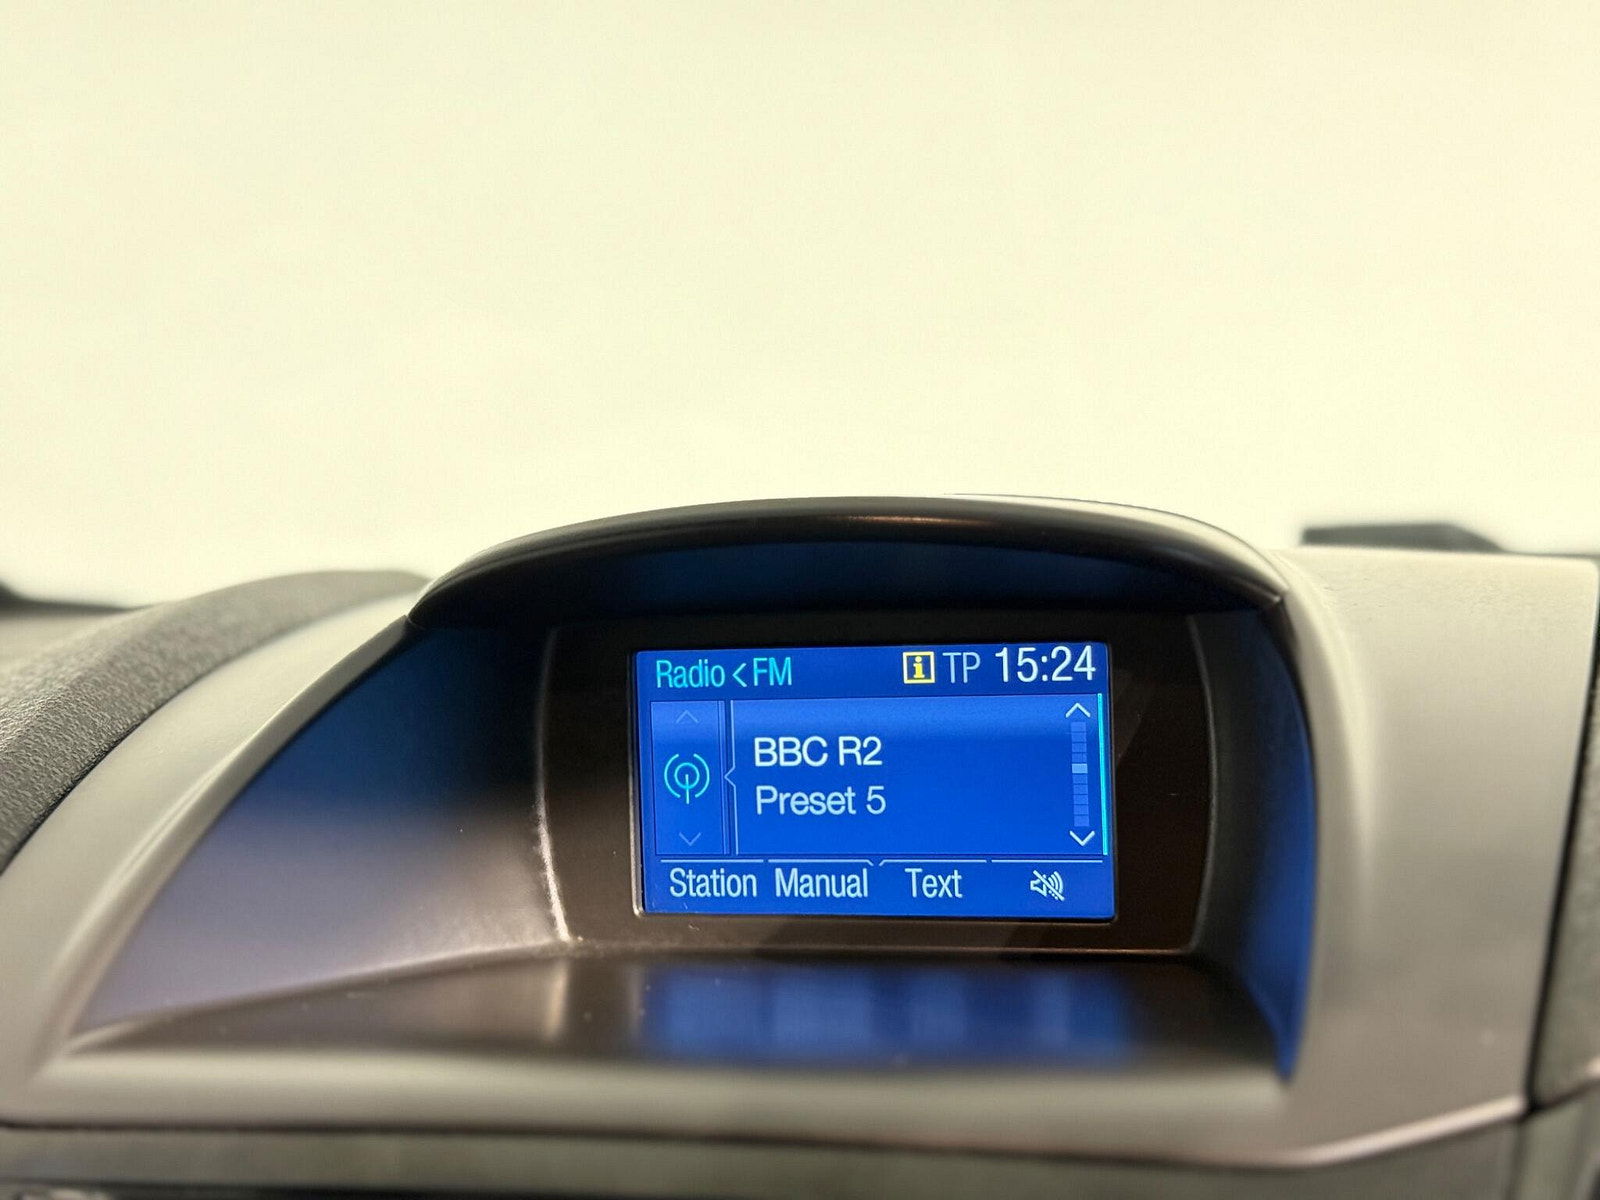 Radio < FM i TP 15:24
BBC R2
Preset 5
Station Manual Text